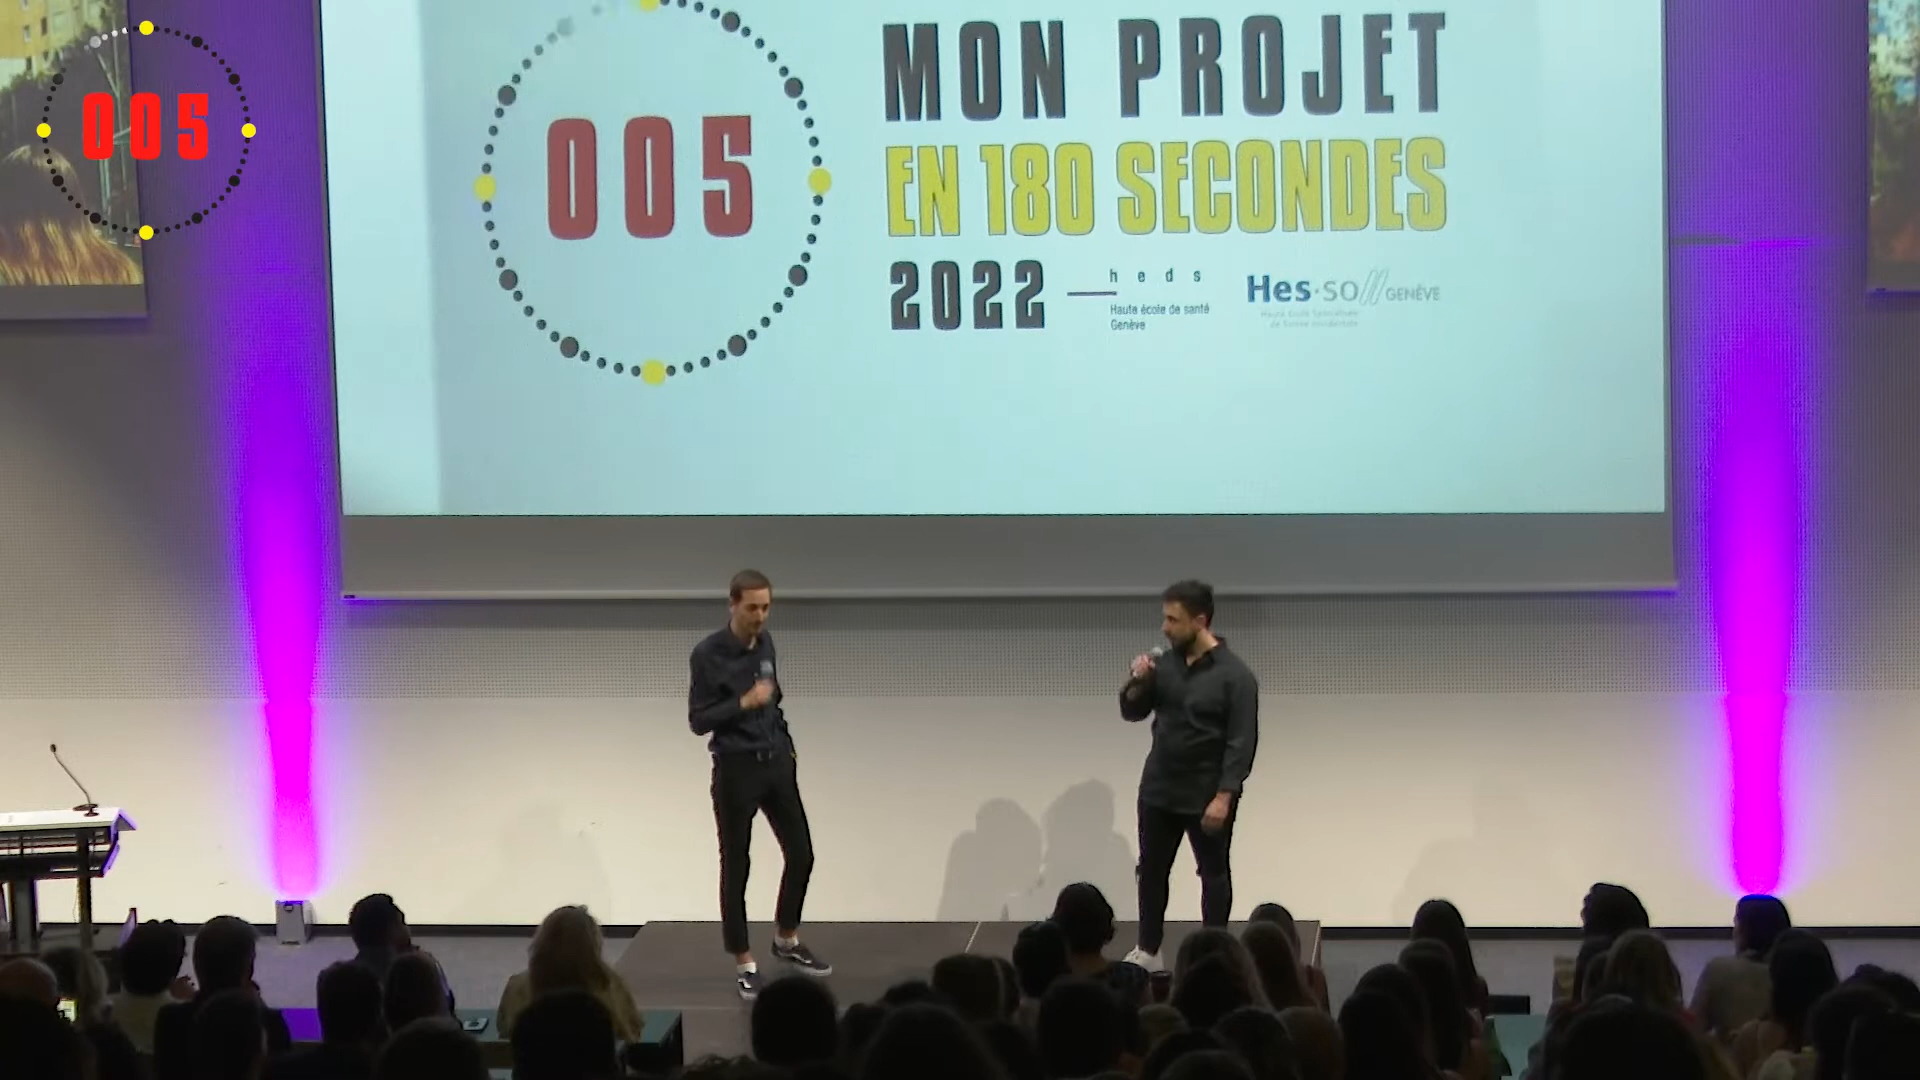 005
005
MON PROJET
EN 180 SECONDES
2022
heds
Haute école de santé
Genève
Hes·so// GENÈVE